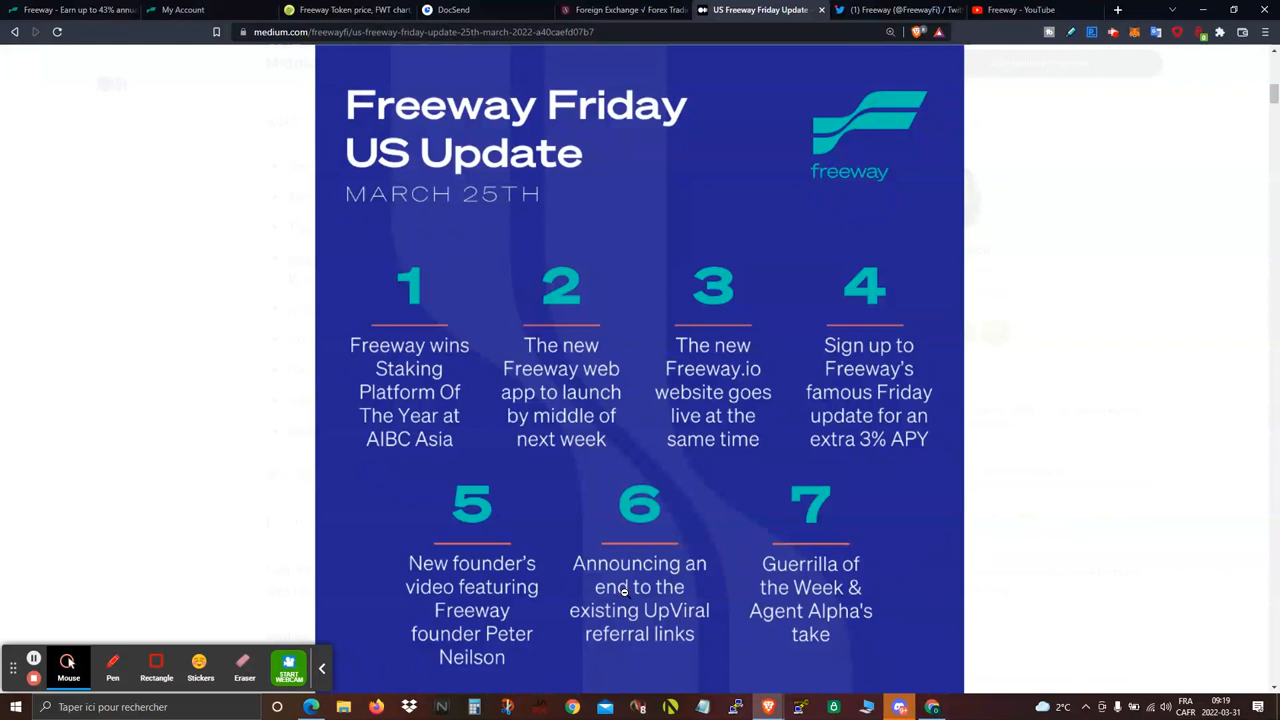 Freeway - Earn up to 43% annu
My Account
Freeway Token price, FWT chart,
DocSend
Foreign Exchange √ Forex Trad
US Freeway Friday Update
(1) Freeway (@FreewayFi) / Twit
Freeway - YouTube
medium.com/freewayfi/us-freeway-friday-update-25th-march-2022-a40caefd07b7
Freeway Friday
US Update
MARCH 25TH
freeway
1
Freeway wins
Staking
Platform Of
The Year at
AIBC Asia
2
The new
Freeway web
app to launch
by middle of
next week
3
The new
Freeway.io
website goes
live at the
same time
4
Sign up to
Freeway's
famous Friday
update for an
extra 3% APY
5
New founder's
video featuring
Freeway
founder Peter
Neilson
6
Announcing an
end to the
existing UpViral
referral links
7
Guerrilla of
the Week &
Agent Alpha's
take
Mouse
Pen
Rectangle
Stickers
Eraser
START
WEBCAM
Taper ici pour rechercher
2°C
FRA
CAFR
09:19
2022-03-31